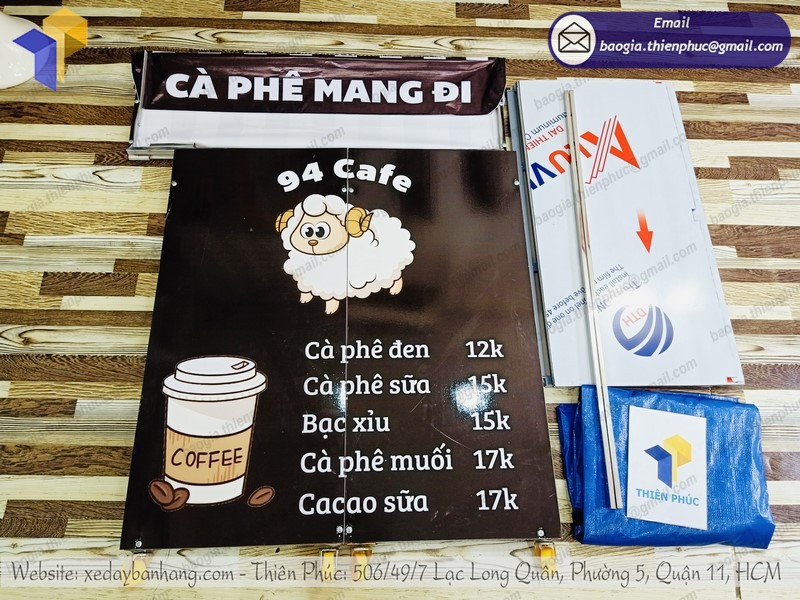 Email
baogia.thienphuc@gmail.com
CÀ PHÊ MANG ĐI
94 Cafe
Cà phê đen 12k
Cà phê sữa 15k
Bạc xỉu 15k
Cà phê muối 17k
Cacao sữa 17k
COFFEE
ĐẠI THIÊN
THIÊN PHÚC
Website: xedaybanhang.com - Thiên Phúc: 506/49/7 Lạc Long Quân, Phường 5, Quận 11, HCM